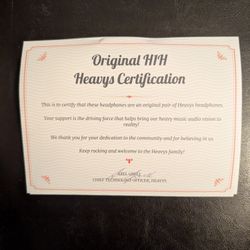 Original H1H
Heavys Certification
This is to certify that these headphones are an original pair of Heavys headphones.
Your support is the driving force that helps bring our heavy music audio vision to
reality!
We thank you for your dedication to the community and for believing in us.
Keep rocking and welcome to the Heavys family!
CHIEF TECHNOLOGY OFFICER, HEAVYS